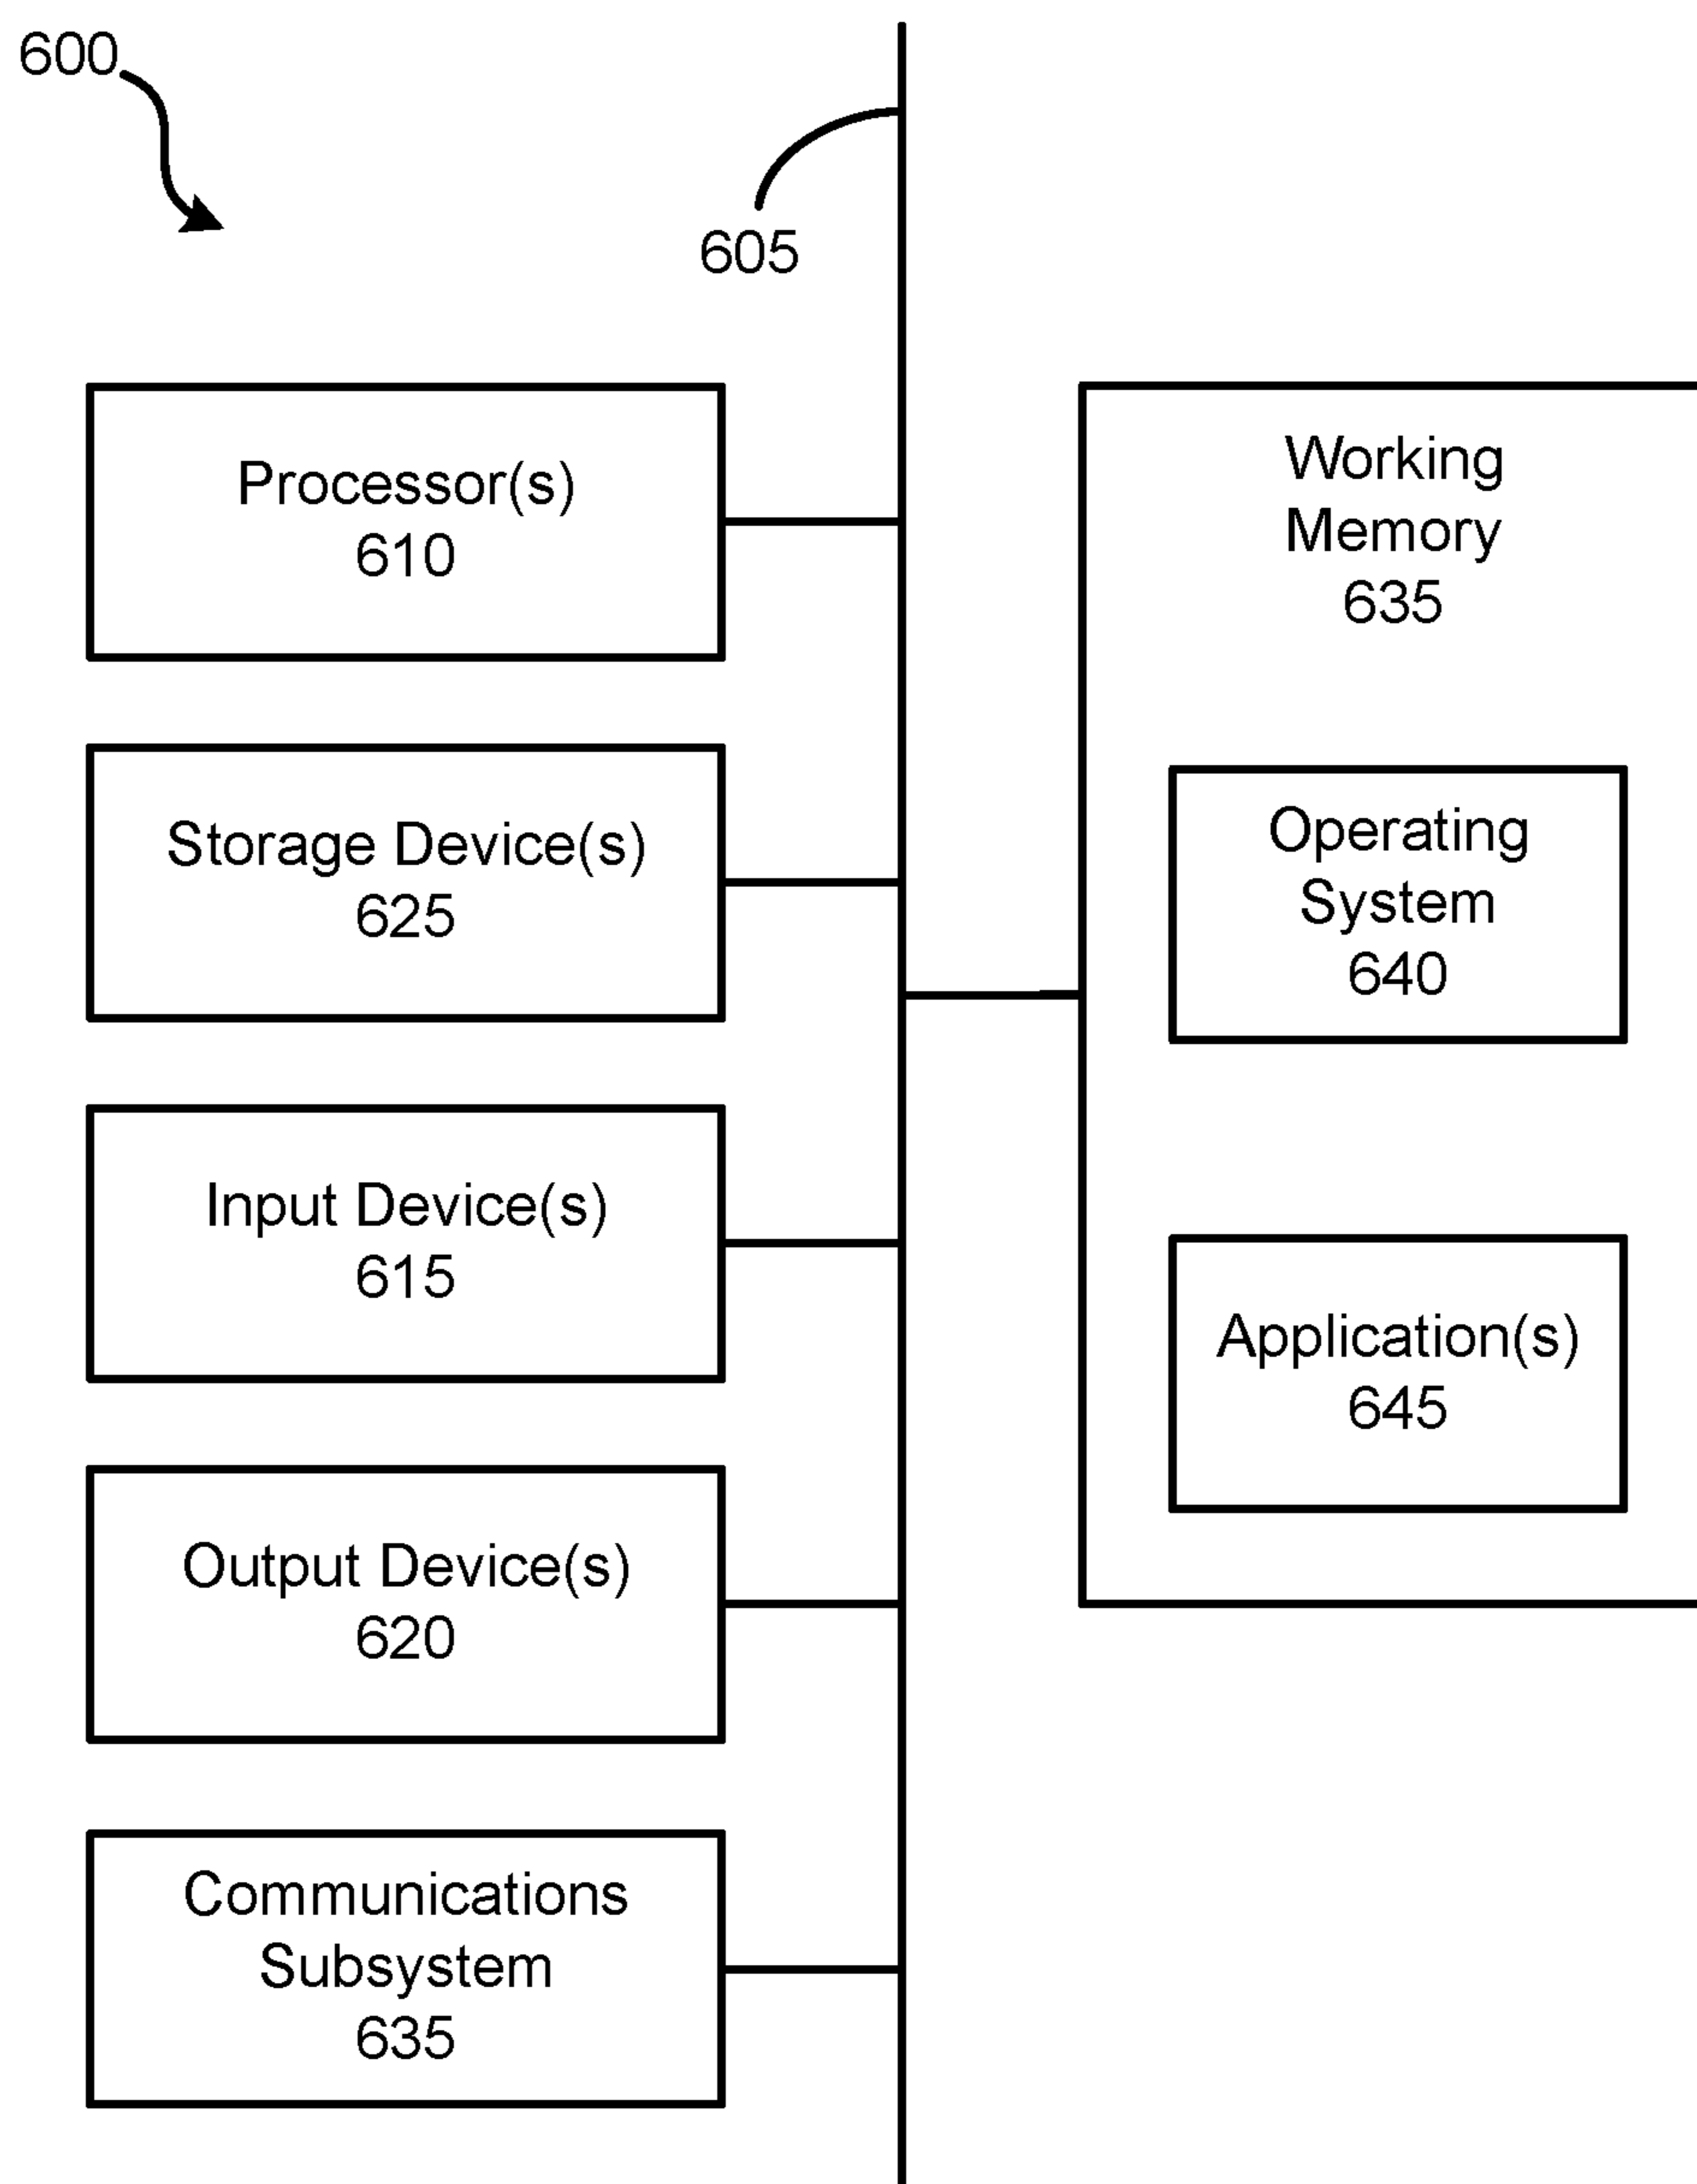 600
605
Processor(s)
610
Storage Device(s)
625
Input Device(s)
615
Output Device(s)
620
Communications
Subsystem
635
Working
Memory
635
Operating
System
640
Application(s)
645